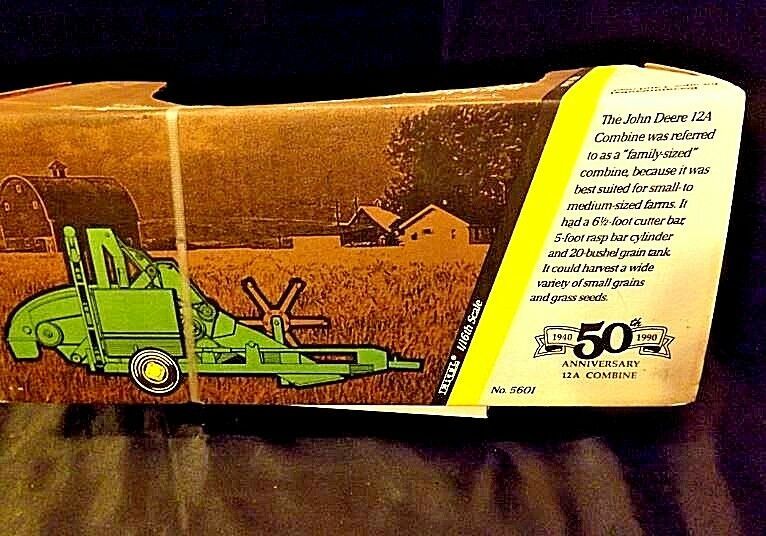 The John Deere 12A
Combine was referred
to as a "family-sized"
combine, because it was
best suited for small- to
medium-sized farms. It
had a 6½-foot cutter bar,
5-foot rasp bar cylinder
and 20-bushel grain tank.
It could harvest a wide
variety of small grains
and grass seeds.
1940 50th 1990
ANNIVERSARY
12A COMBINE
No. 5601
ERTL® 1/16th Scale